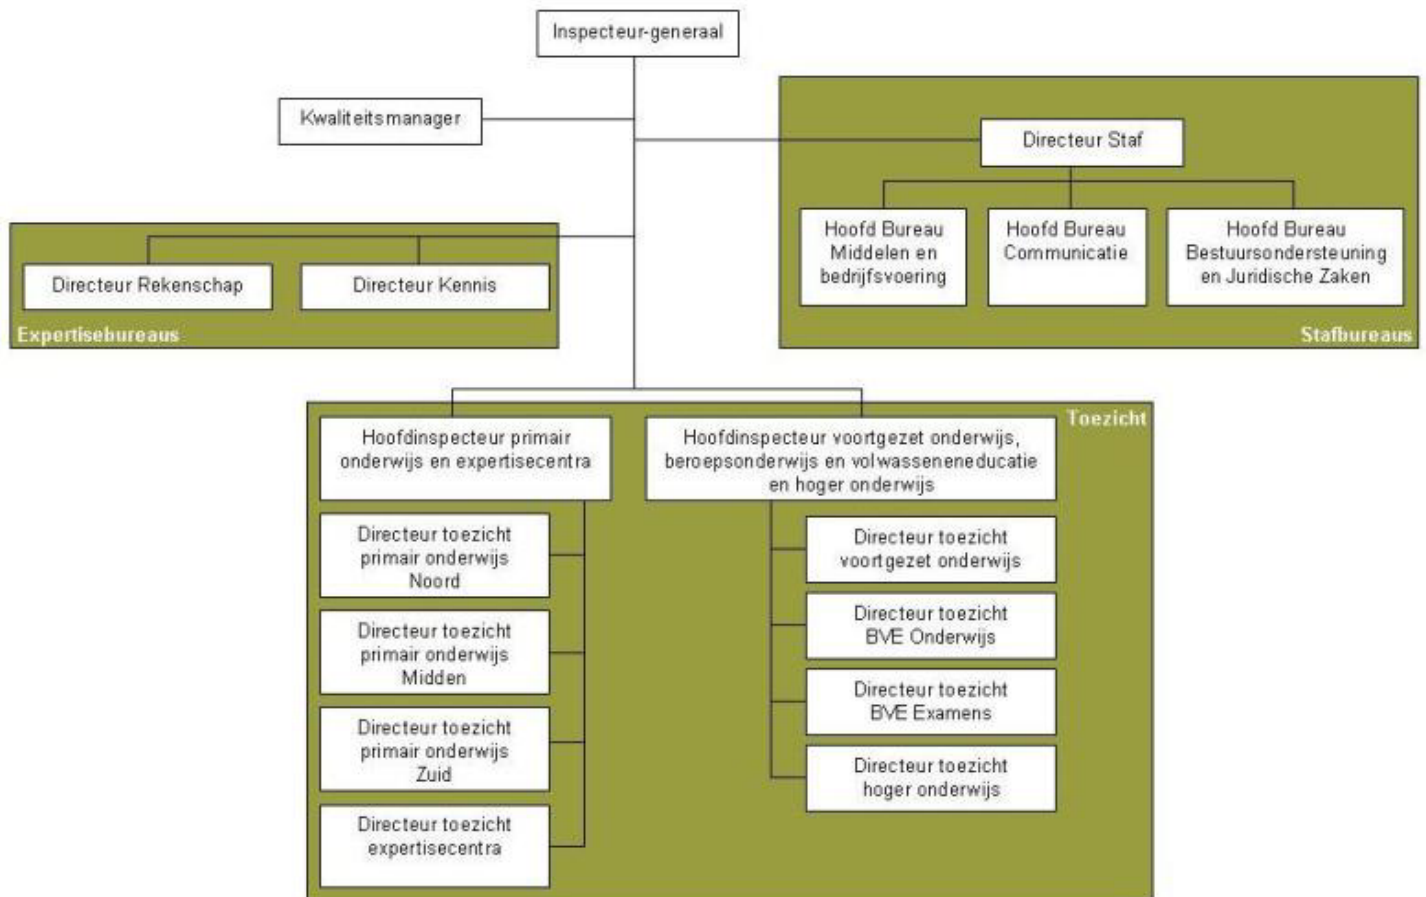 Inspecteur-generaal
Kwaliteitsmanager
Directeur Staf
Hoofd Bureau
Middelen en
bedrijfsvoering
Hoofd Bureau
Communicatie
Hoofd Bureau
Bestuursondersteuning
en Juridische Zaken
Stafbureaus
Directeur Rekenschap
Directeur Kennis
Expertisebureaus
Toezicht
Hoofdinspecteur primair
onderwijs en expertisecentra
Directeur toezicht
primair onderwijs
Noord
Directeur toezicht
primair onderwijs
Midden
Directeur toezicht
primair onderwijs
Zuid
Directeur toezicht
expertisecentra
Hoofdinspecteur voortgezet onderwijs,
beroepsonderwijs en volwasseneneducatie
en hoger onderwijs
Directeur toezicht
voortgezet onderwijs
Directeur toezicht
BVE Onderwijs
Directeur toezicht
BVE Examens
Directeur toezicht
hoger onderwijs